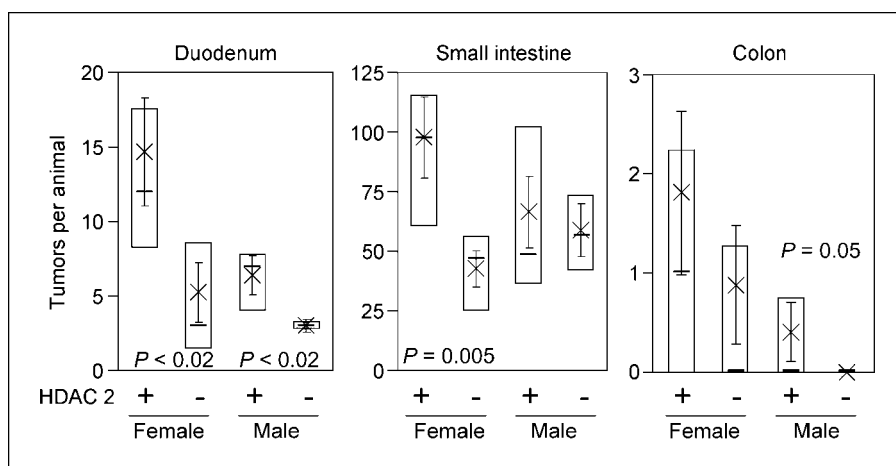 Duodenum
Small intestine
Colon
Tumors per animal
20
15
10
5
0
P < 0.02
P < 0.02
125
100
75
50
25
0
P = 0.005
3
2
1
0
P = 0.05
HDAC 2 + - + - + - + - + - + -
Female Male Female Male Female Male